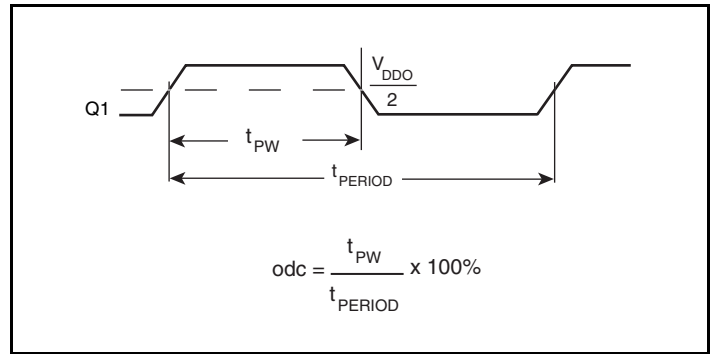 V_DDO
2
Q1
t_PW
t_PERIOD
odc = t_PW / t_PERIOD x 100%